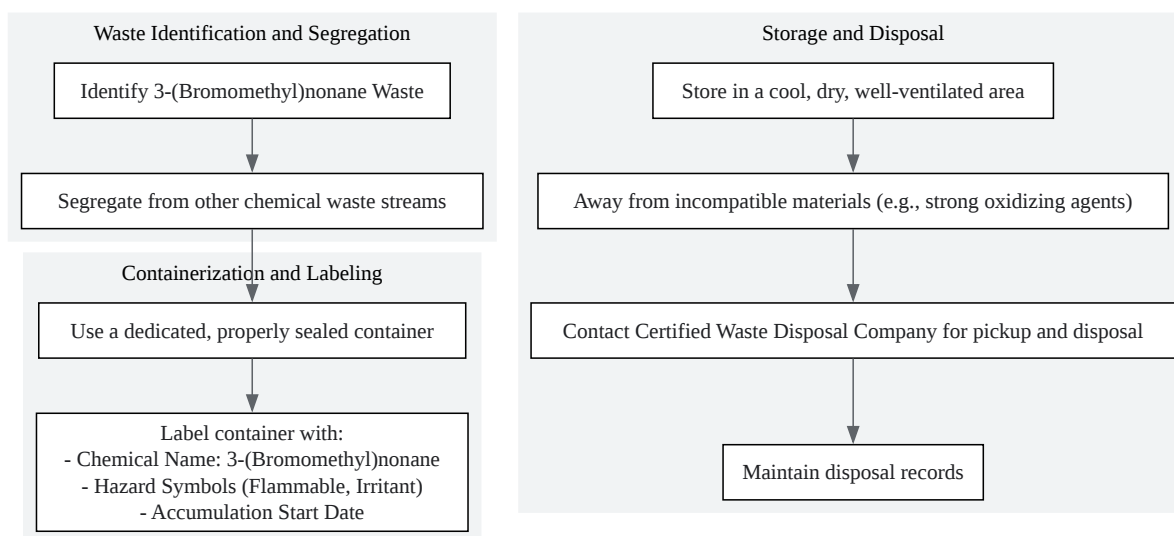 Waste Identification and Segregation
Identify 3-(Bromomethyl)nonane Waste
Segregate from other chemical waste streams
Containerization and Labeling
Use a dedicated, properly sealed container
Label container with:
- Chemical Name: 3-(Bromomethyl)nonane
- Hazard Symbols (Flammable, Irritant)
- Accumulation Start Date
Storage and Disposal
Store in a cool, dry, well-ventilated area
Away from incompatible materials (e.g., strong oxidizing agents)
Contact Certified Waste Disposal Company for pickup and disposal
Maintain disposal records